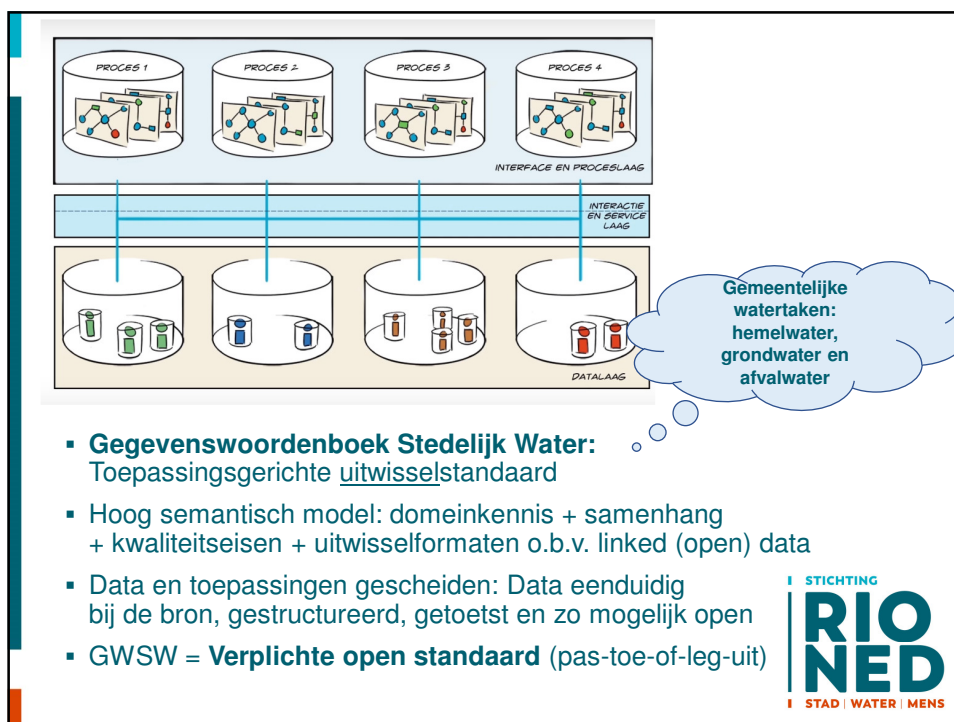 PROCES 1
PROCES 2
PROCES 3
PROCES 4
INTERFACE EN PROCESLAAG
INTERACTIE
EN SERVICE
LAAG
DATALAAG
Gemeentelijke
watertaken:
hemelwater,
grondwater en
afvalwater
▪ Gegevenswoordenboek Stedelijk Water:
Toepassingsgerichte uitwisselstandaard
▪ Hoog semantisch model: domeinkennis + samenhang
+ kwaliteitseisen + uitwisselformaten o.b.v. linked (open) data
▪ Data en toepassingen gescheiden: Data eenduidig
bij de bron, gestructureerd, getoetst en zo mogelijk open
▪ GWSW = Verplichte open standaard (pas-toe-of-leg-uit)
STICHTING
RIO
NED
STAD | WATER | MENS